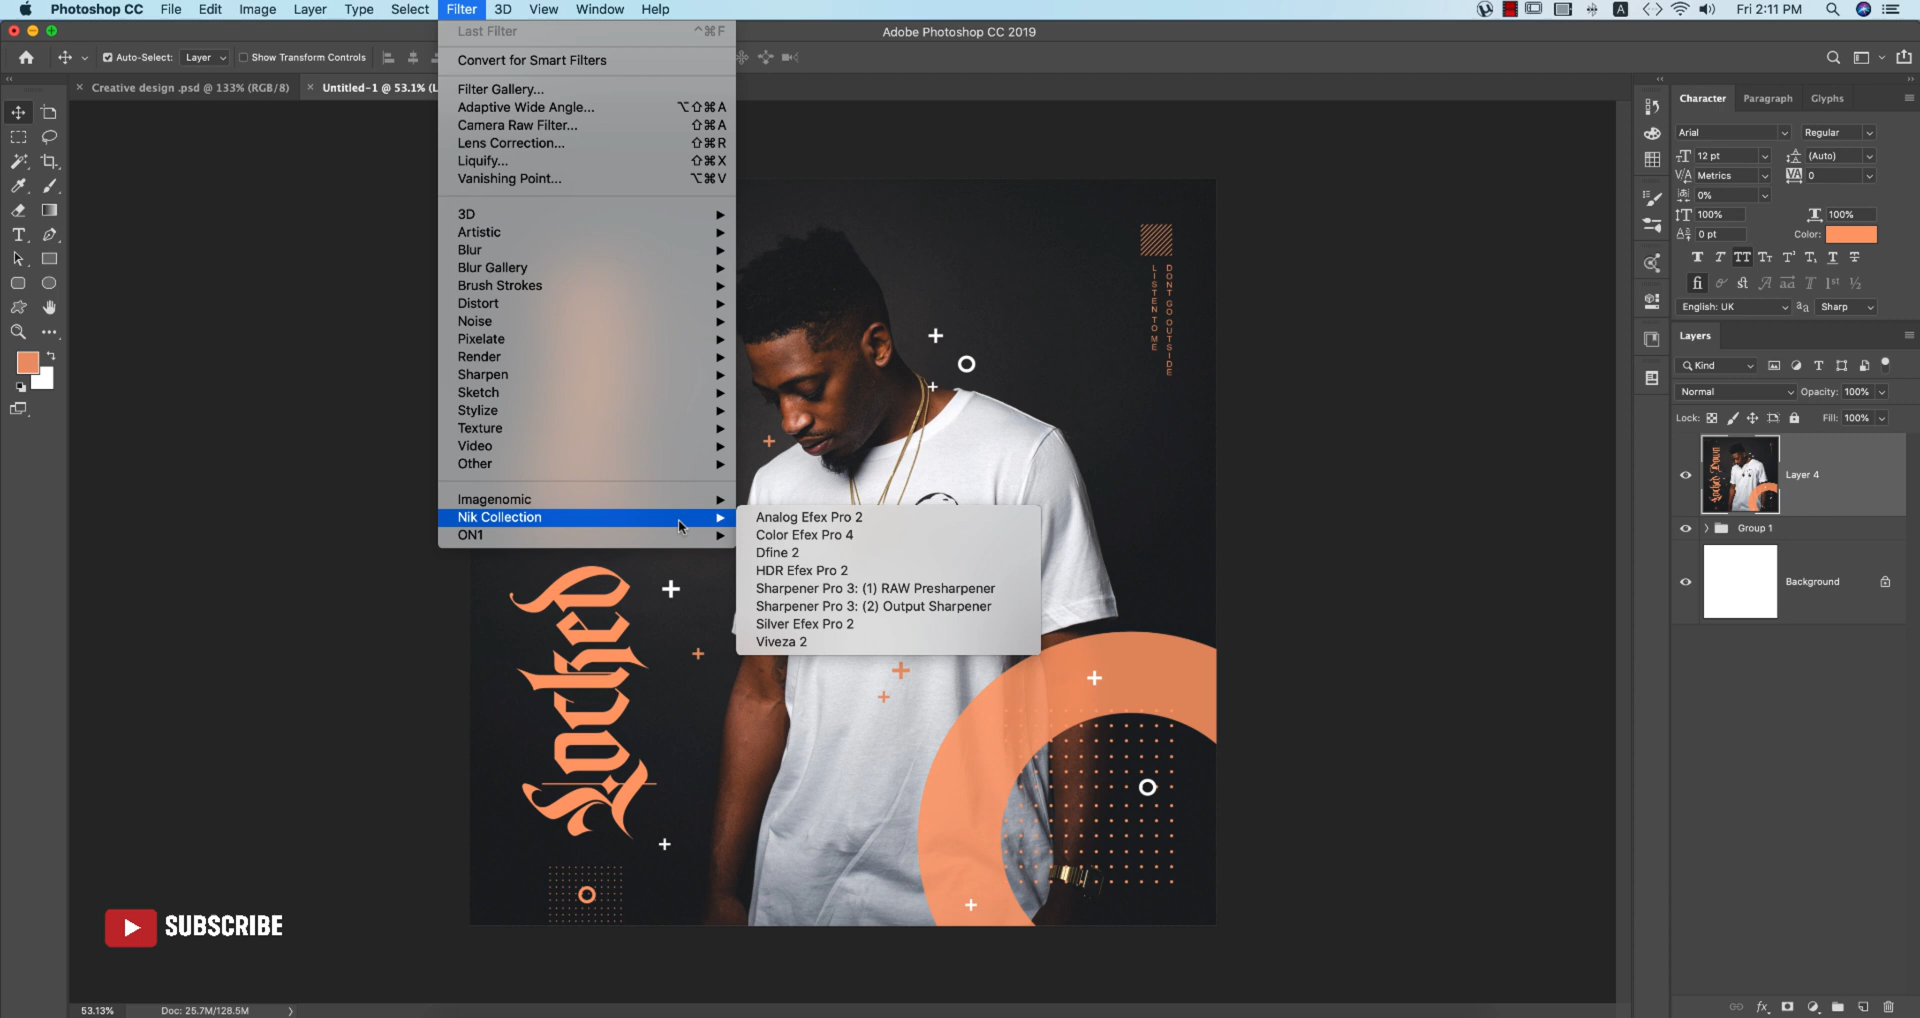 Photoshop CC File Edit Image Layer Type Select Filter 3D View Window Help
A Fri 2:11 PM
Adobe Photoshop CC 2019
Auto-Select: Layer Show Transform Controls
Creative design .psd @ 133% (RGB/8)
Untitled-1 @ 53.1% (L
Last Filter ^⌘F
Convert for Smart Filters
Filter Gallery...
Adaptive Wide Angle... ⌥⇧⌘A
Camera Raw Filter... ⇧⌘A
Lens Correction... ⇧⌘R
Liquify... ⇧⌘X
Vanishing Point... ⌥⌘V
3D
Artistic
Blur
Blur Gallery
Brush Strokes
Distort
Noise
Pixelate
Render
Sharpen
Sketch
Stylize
Texture
Video
Other
Imagenomic
Nik Collection
ON1
Analog Efex Pro 2
Color Efex Pro 4
Dfine 2
HDR Efex Pro 2
Sharpener Pro 3: (1) RAW Presharpener
Sharpener Pro 3: (2) Output Sharpener
Silver Efex Pro 2
Viveza 2
LISTEN TO ME
DONT GO OUTSIDE
Locked
SUBSCRIBE
53.13% Doc: 25.7M/128.5M
Character Paragraph Glyphs
Arial Regular
12 pt (Auto)
Metrics 0
0%
100% 100%
0 pt Color:
English: UK Sharp
Layers
Kind
Normal Opacity: 100%
Lock: Fill: 100%
Locked Down
Layer 4
Group 1
Background